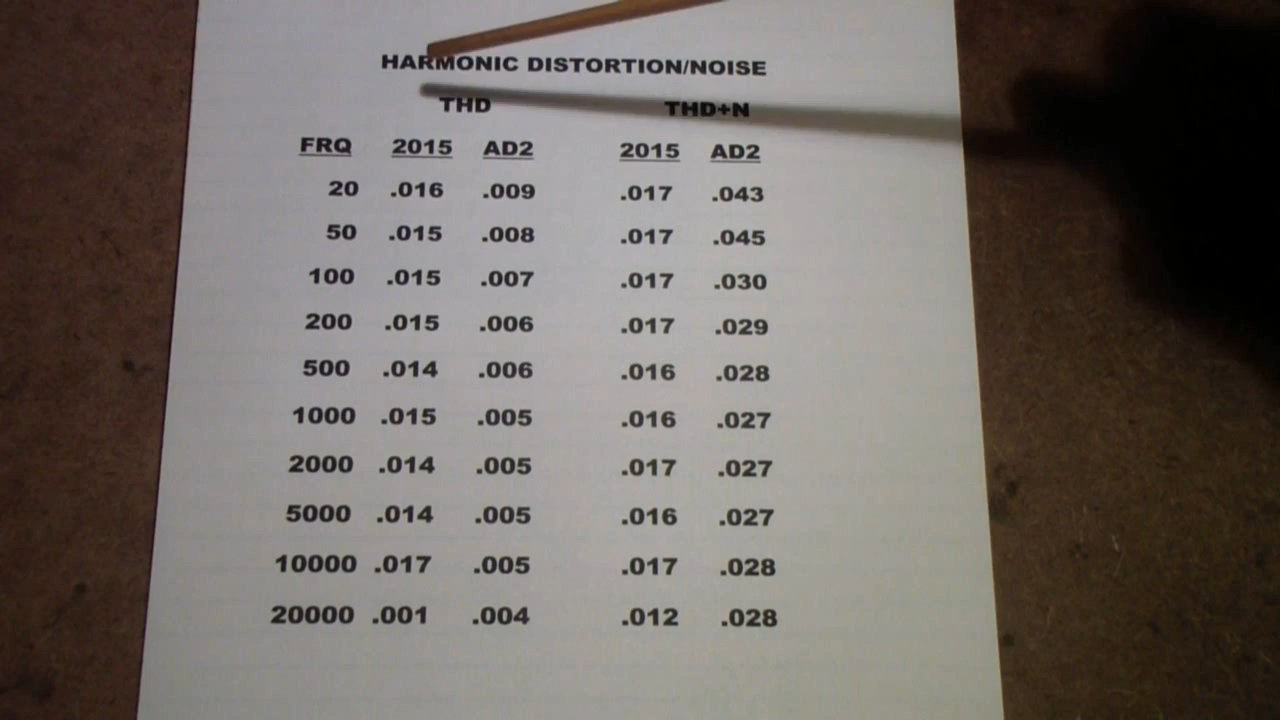 HARMONIC DISTORTION/NOISE
THD THD+N
FRQ 2015 AD2 2015 AD2
20 .016 .009 .017 .043
50 .015 .008 .017 .045
100 .015 .007 .017 .030
200 .015 .006 .017 .029
500 .014 .006 .016 .028
1000 .015 .005 .016 .027
2000 .014 .005 .017 .027
5000 .014 .005 .016 .027
10000 .017 .005 .017 .028
20000 .001 .004 .012 .028